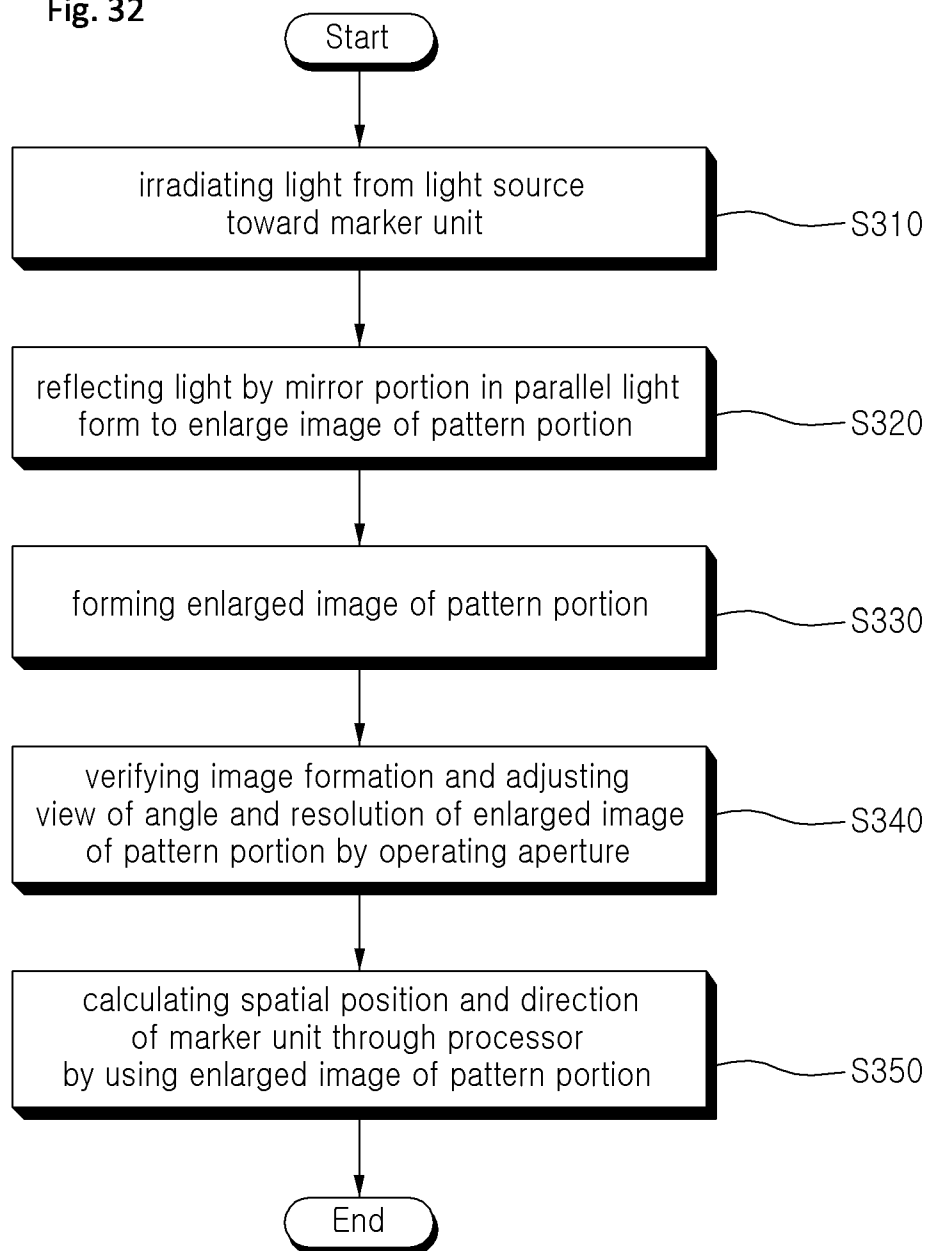 Fig. 32
Start
irradiating light from light source
toward marker unit
S310
reflecting light by mirror portion in parallel light
form to enlarge image of pattern portion
S320
forming enlarged image of pattern portion
S330
verifying image formation and adjusting
view of angle and resolution of enlarged image
of pattern portion by operating aperture
S340
calculating spatial position and direction
of marker unit through processor
by using enlarged image of pattern portion
S350
End